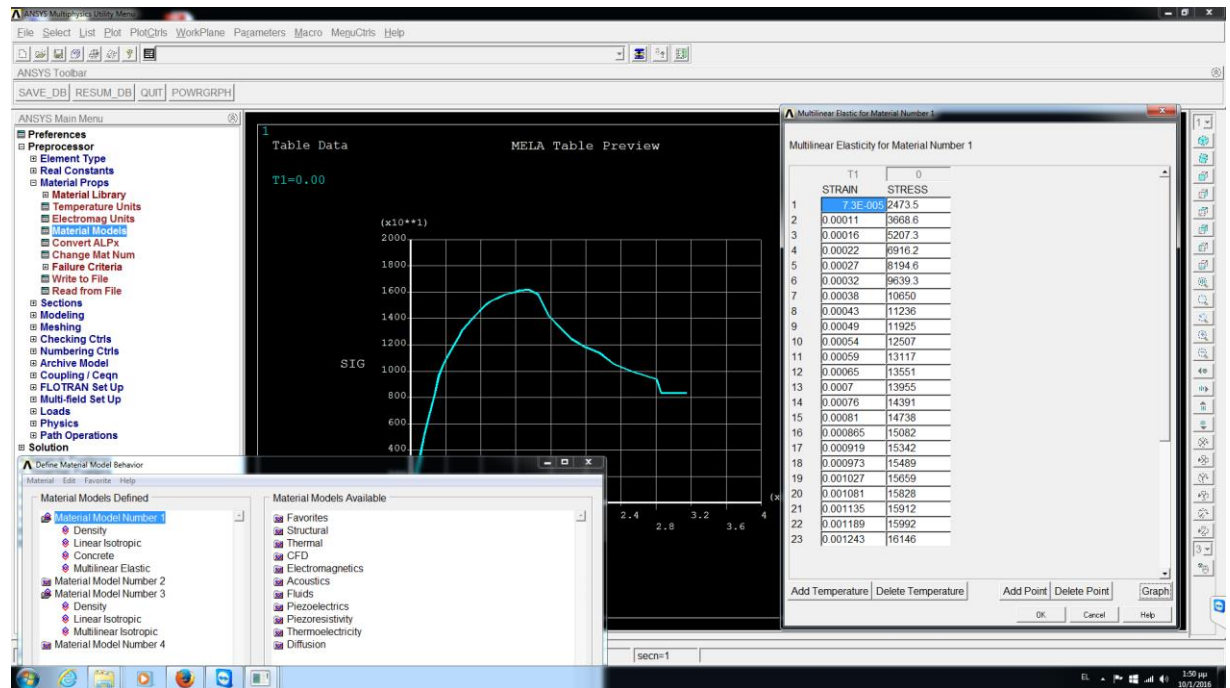 ANSYS Multiphysics Utility Menu
File Select List Plot PlotCtrls WorkPlane Parameters Macro MenuCtrls Help
ANSYS Toolbar
SAVE_DB RESUM_DB QUIT POWRGRPH
ANSYS Main Menu
Preferences
Preprocessor
Element Type
Real Constants
Material Props
Material Library
Temperature Units
Electromag Units
Material Models
Convert ALPx
Change Mat Num
Failure Criteria
Write to File
Read from File
Sections
Modeling
Meshing
Checking Ctrls
Numbering Ctrls
Archive Model
Coupling / Ceqn
FLOTRAN Set Up
Multi-field Set Up
Loads
Physics
Path Operations
Solution
1
Table Data MELA Table Preview
T1=0.00
(x10**1)
2000
1800
1600
1400
1200
SIG 1000
800
600
400
2.4 3.2 4
2.8 3.6
Define Material Model Behavior
Material Edit Favorite Help
Material Models Defined
Material Model Number 1
Density
Linear Isotropic
Concrete
Multilinear Elastic
Material Model Number 2
Material Model Number 3
Density
Linear Isotropic
Multilinear Isotropic
Material Model Number 4
Material Models Available
Favorites
Structural
Thermal
CFD
Electromagnetics
Acoustics
Fluids
Piezoelectrics
Piezoresistivity
Thermoelectricity
Diffusion
Multilinear Elastic for Material Number 1
Multilinear Elasticity for Material Number 1
T1 0
STRAIN STRESS
1 7.3E-005 2473.5
2 0.00011 3668.6
3 0.00016 5207.3
4 0.00022 6916.2
5 0.00027 8194.6
6 0.00032 9639.3
7 0.00038 10650
8 0.00043 11236
9 0.00049 11925
10 0.00054 12507
11 0.00059 13117
12 0.00065 13551
13 0.0007 13955
14 0.00076 14391
15 0.00081 14738
16 0.000865 15082
17 0.000919 15342
18 0.000973 15489
19 0.001027 15659
20 0.001081 15828
21 0.001135 15912
22 0.001189 15992
23 0.001243 16146
Add Temperature Delete Temperature Add Point Delete Point Graph
OK Cancel Help
1
3
secn=1
EL 1:50 μμ
10/1/2016